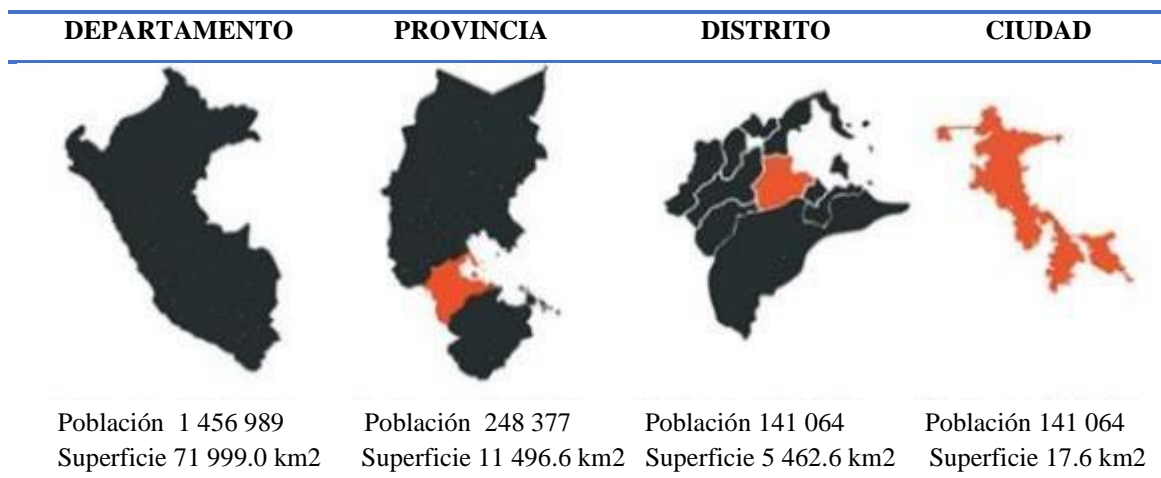 DEPARTAMENTO PROVINCIA DISTRITO CIUDAD
Población 1 456 989 Población 248 377 Población 141 064 Población 141 064
Superficie 71 999.0 km2 Superficie 11 496.6 km2 Superficie 5 462.6 km2 Superficie 17.6 km2